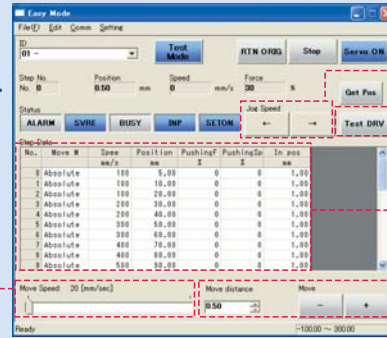 Easy Mode
File(F) Edit Comm Setting
ID
01 -
Test Mode
RTN ORIG
Stop
Servo ON
Step No. Position Speed Force
No. 0 0.50 mm 0 mm/s 30 %
Get Pos
Status
Jog Speed
ALARM SVRE BUSY INP SETON ← → Test DRV
Step Data
No. Move M Spee Position PushingF PushingSp In pos
mm/s mm % % mm
0 Absolute 100 5.00 0 0 1.00
1 Absolute 100 10.00 0 0 1.00
2 Absolute 100 20.00 0 0 1.00
3 Absolute 200 30.00 0 0 1.00
4 Absolute 200 40.00 0 0 1.00
5 Absolute 300 50.00 0 0 1.00
6 Absolute 300 60.00 0 0 1.00
7 Absolute 400 70.00 0 0 1.00
8 Absolute 400 80.00 0 0 1.00
9 Absolute 500 90.00 0 0 1.00
Move Speed 20 [mm/sec]
Move distance
Move
0.50
- +
Ready
-100.00 ~ 300.00